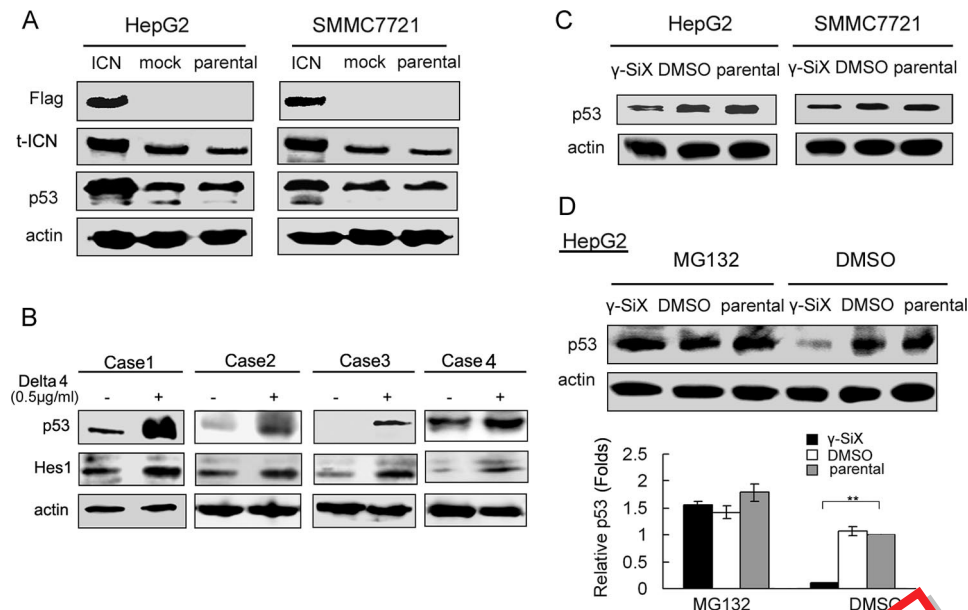 A
HepG2 SMMC7721
ICN mock parental ICN mock parental
Flag
t-ICN
p53
actin
B
Case1 Case2 Case3 Case 4
Delta 4
(0.5μg/ml) - + - + - + - +
p53
Hes1
actin
C
HepG2 SMMC7721
γ-SiX DMSO parental γ-SiX DMSO parental
p53
actin
D
HepG2
MG132 DMSO
γ-SiX DMSO parental γ-SiX DMSO parental
p53
actin
γ-SiX
DMSO
parental
Relative p53 (Folds)
2.5
2
1.5
1
0.5
0
**
MG132 DMSO